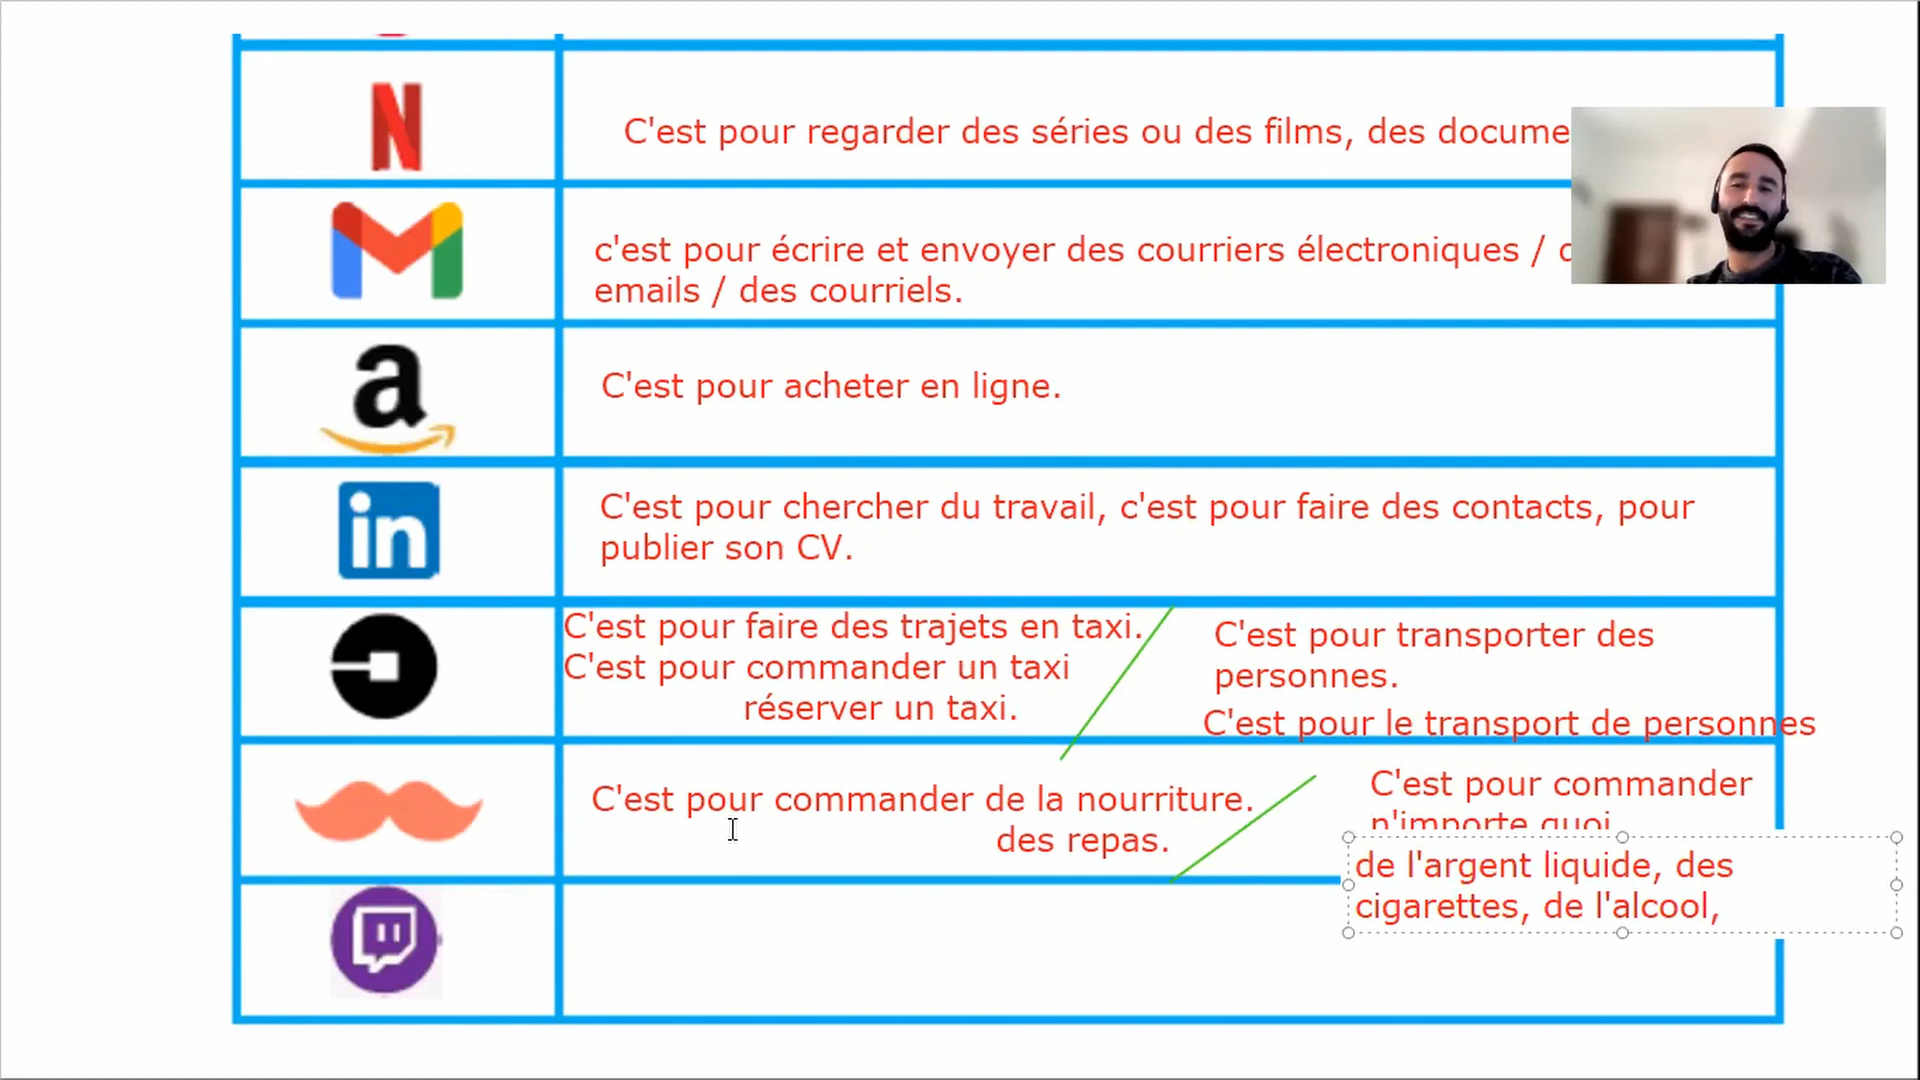 N
C'est pour regarder des séries ou des films, des docume
c'est pour écrire et envoyer des courriers électroniques /
emails / des courriels.
a
C'est pour acheter en ligne.
in
C'est pour chercher du travail, c'est pour faire des contacts, pour
publier son CV.
C'est pour faire des trajets en taxi.
C'est pour commander un taxi
réserver un taxi.
C'est pour transporter des
personnes.
C'est pour le transport de personnes
C'est pour commander de la nourriture.
des repas.
C'est pour commander
n'importe quoi
de l'argent liquide, des
cigarettes, de l'alcool,